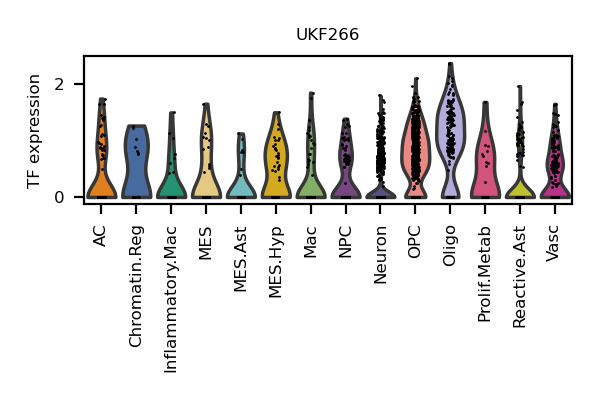 UKF266
TF expression
2
0
AC
Chromatin.Reg
Inflammatory.Mac
MES
MES.Ast
MES.Hyp
Mac
NPC
Neuron
OPC
Oligo
Prolif.Metab
Reactive.Ast
Vasc